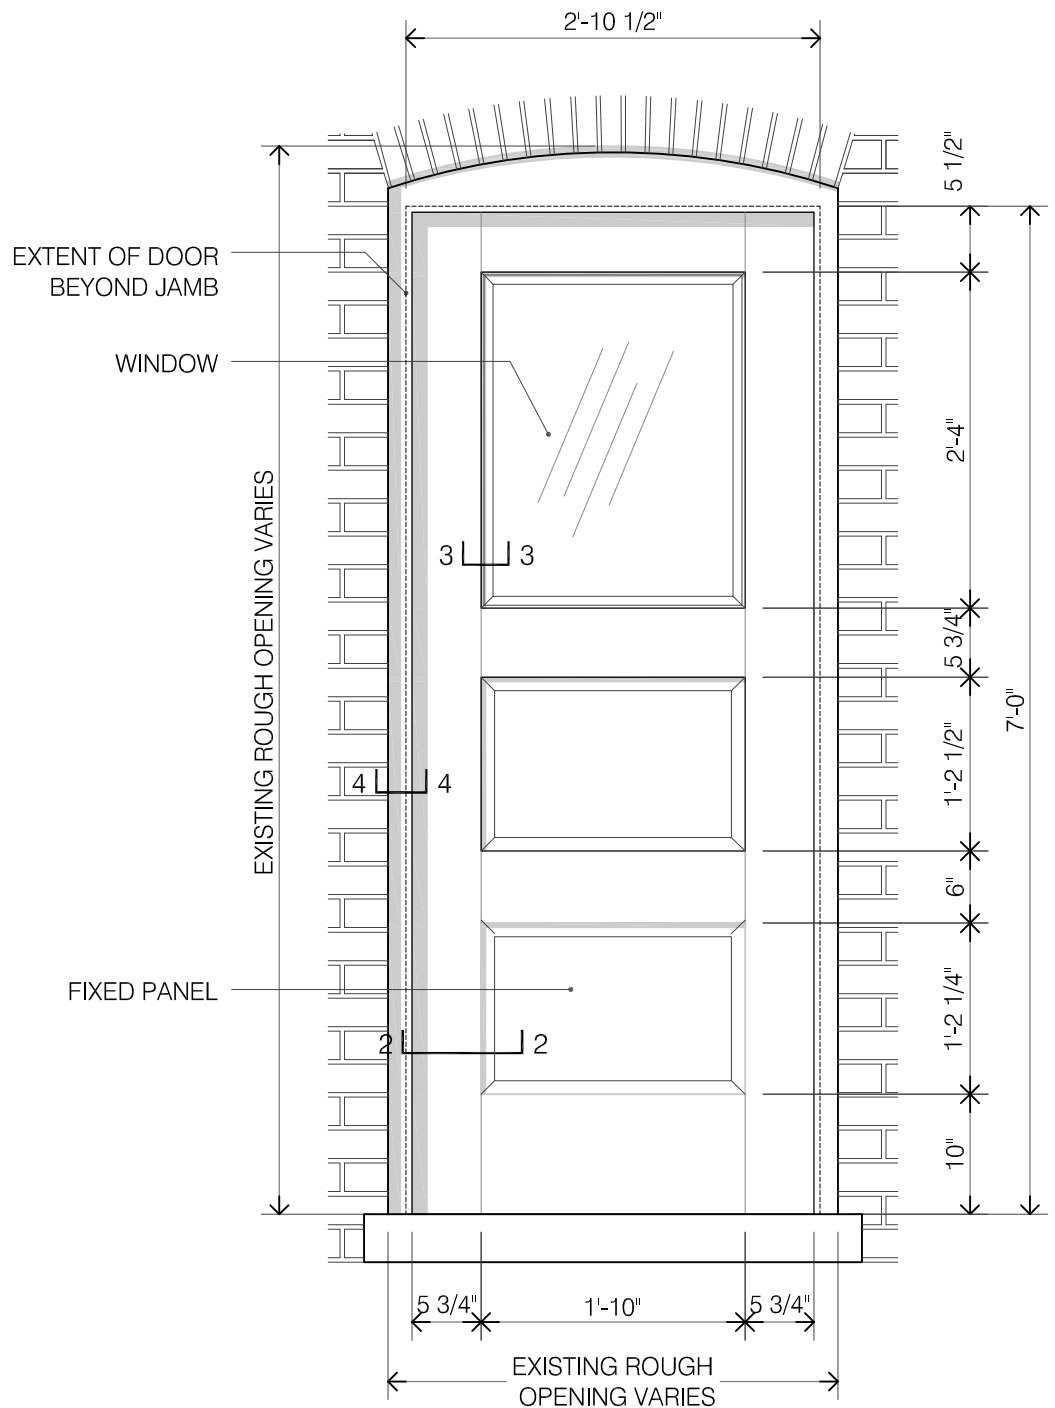 2'-10 1/2"
5 1/2"
EXTENT OF DOOR
BEYOND JAMB
WINDOW
2'-4"
EXISTING ROUGH OPENING VARIES
3 3
5 3/4"
7'-0"
1'-2 1/2"
4 4
6"
FIXED PANEL
1'-2 1/4"
2 2
10"
5 3/4" 1'-10" 5 3/4"
EXISTING ROUGH
OPENING VARIES